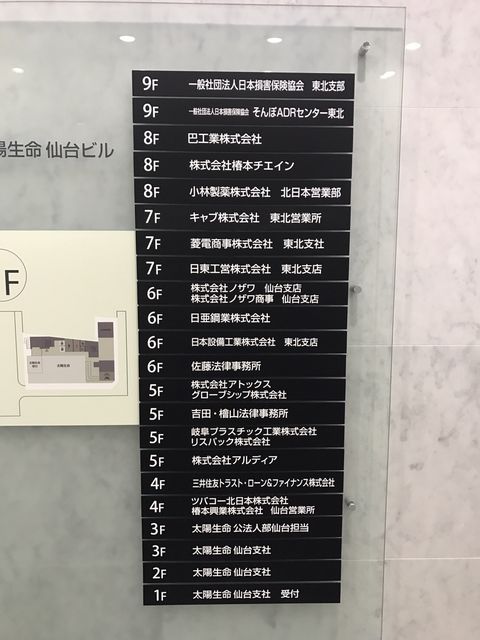 陽生命 仙台ビル
F
9F 一般社団法人日本損害保険協会 東北支部
9F 一般社団法人日本損害保険協会 そんぽADRセンター東北
8F 巴工業株式会社
8F 株式会社椿本チエイン
8F 小林製薬株式会社 北日本営業部
7F キャブ株式会社 東北営業所
7F 菱電商事株式会社 東北支社
7F 日東工営株式会社 東北支店
6F 株式会社ノザワ 仙台支店
株式会社ノザワ商事 仙台支店
6F 日亜鋼業株式会社
6F 日本設備工業株式会社 東北支店
6F 佐藤法律事務所
5F 株式会社アトックス
グローブシップ株式会社
5F 吉田・檜山法律事務所
5F 岐阜プラスチック工業株式会社
リスパック株式会社
5F 株式会社アルディア
4F 三井住友トラスト・ローン&ファイナンス株式会社
4F ツバコー北日本株式会社
椿本興業株式会社 仙台営業所
3F 太陽生命 公法人部仙台担当
3F 太陽生命 仙台支社
2F 太陽生命 仙台支社
1F 太陽生命 仙台支社 受付